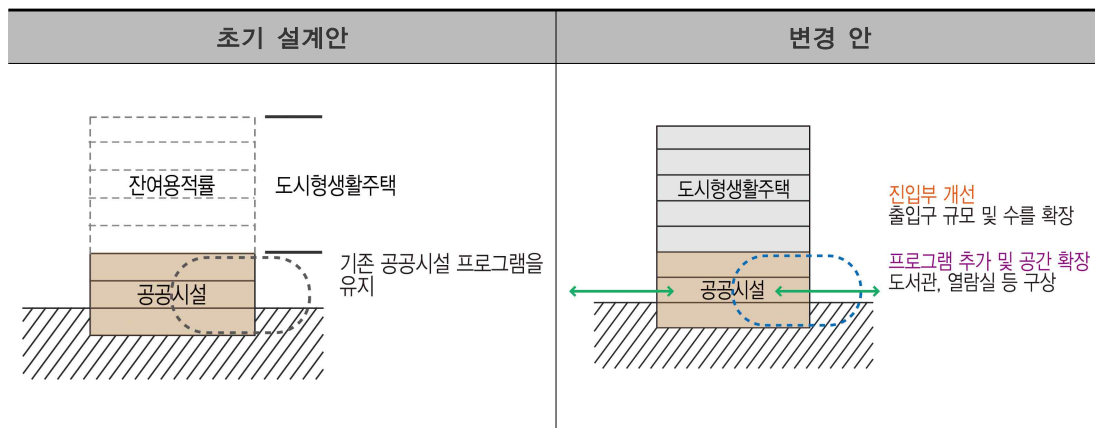 초기 설계안
변경 안
잔여용적률
도시형생활주택
기존 공공시설 프로그램을
유지
공공시설
도시형생활주택
공공시설
진입부 개선
출입구 규모 및 수를 확장
프로그램 추가 및 공간 확장
도서관, 열람실 등 구상